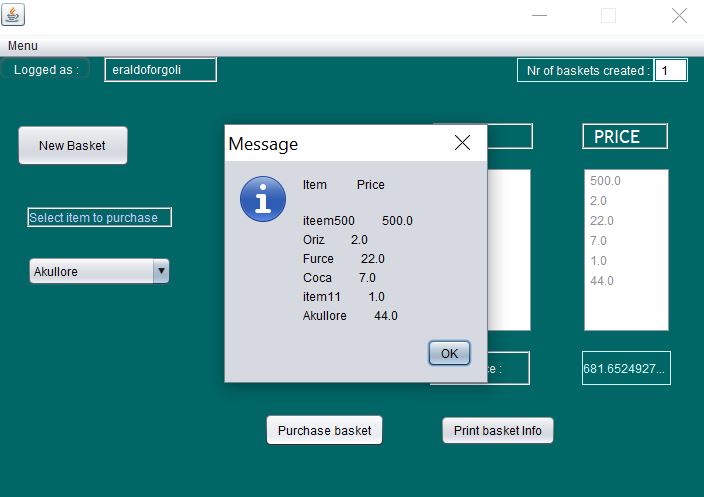 Menu
Logged as : eraldoforgoli Nr of baskets created : 1
New Basket
Message
PRICE
Item Price
iteem500 500.0
Oriz 2.0
Furce 22.0
Coca 7.0
item11 1.0
Akullore 44.0
OK
500.0
2.0
22.0
7.0
1.0
44.0
Select item to purchase
Akullore
681.6524927...
Purchase basket
Print basket Info